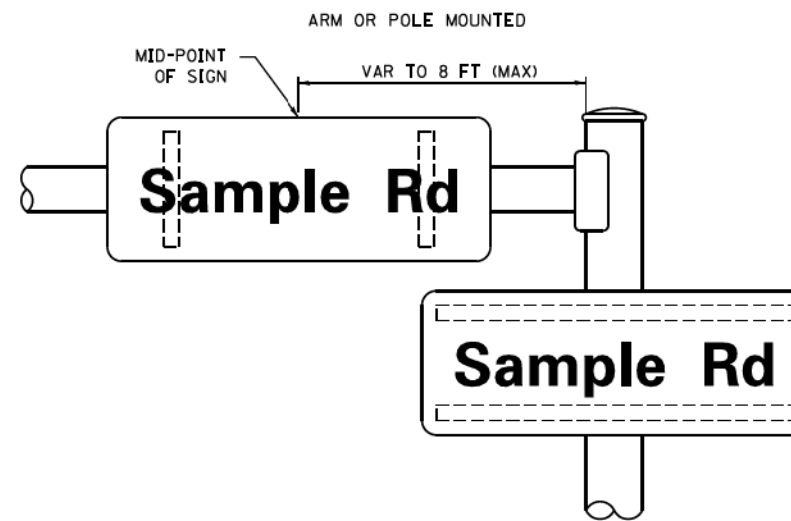 ARM OR POLE MOUNTED
MID-POINT
OF SIGN
VAR TO 8 FT (MAX)
Sample Rd
Sample Rd